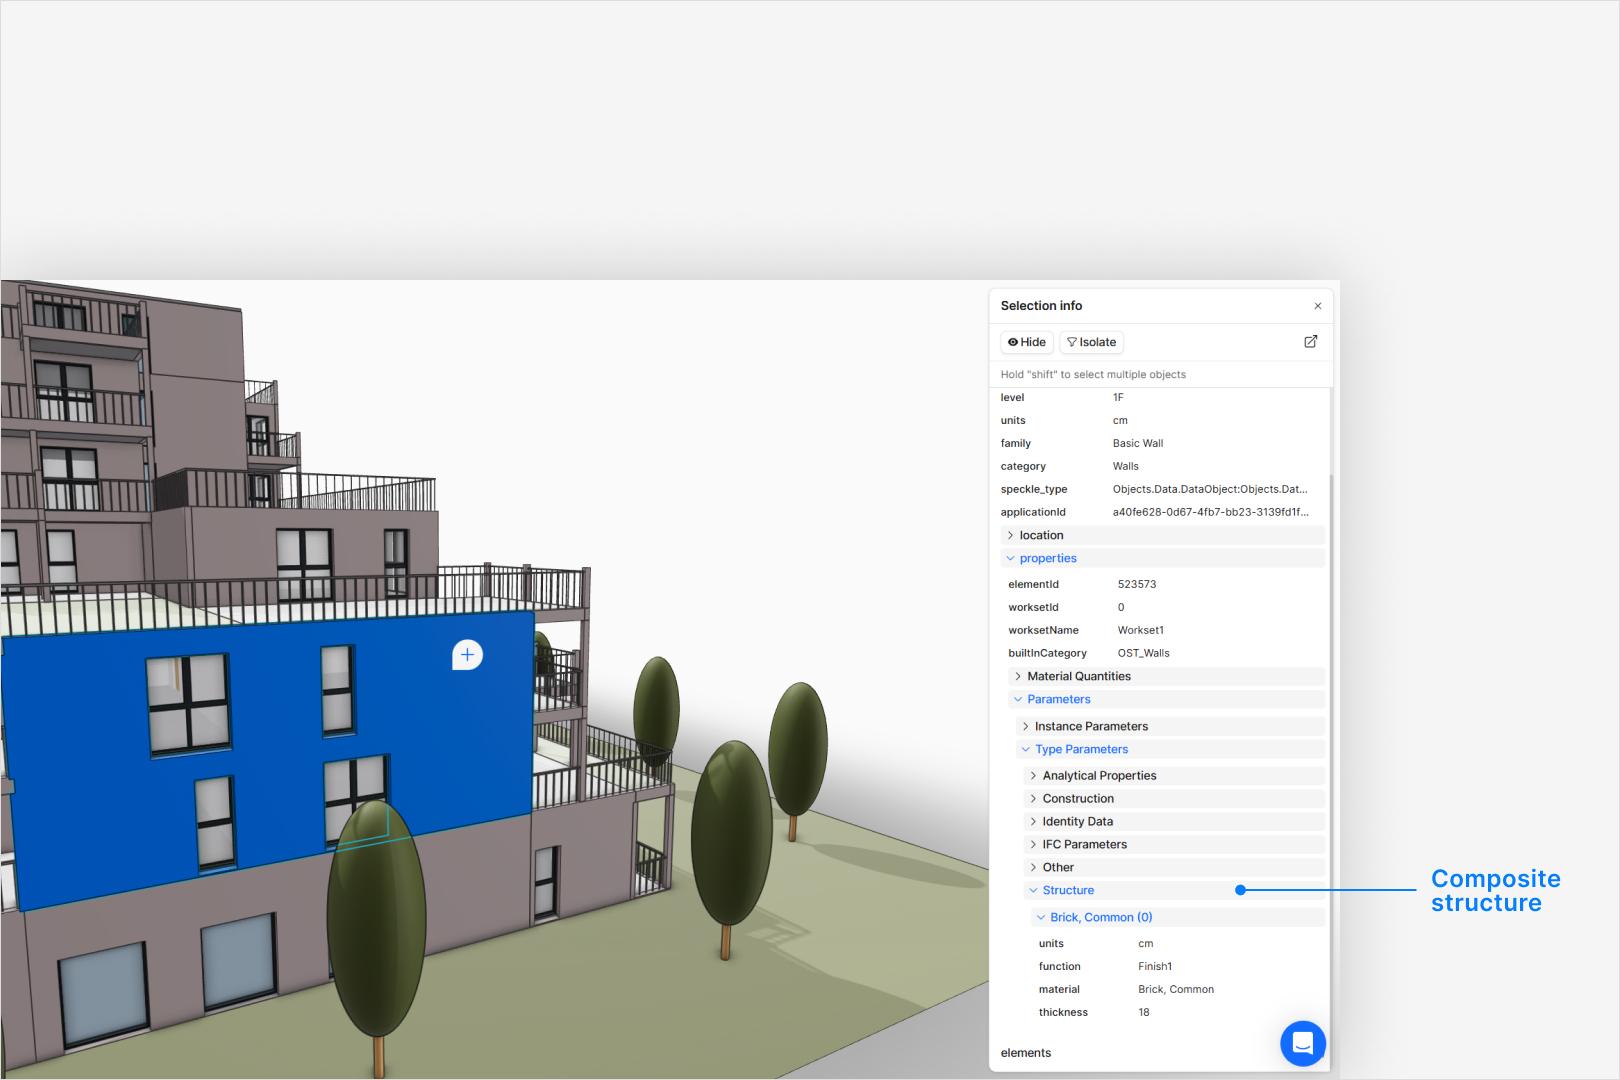 Selection info
Hide Isolate
Hold "shift" to select multiple objects
level 1F
units cm
family Basic Wall
category Walls
speckle_type Objects.Data.DataObject:Objects.Dat...
applicationId a40fe628-0d67-4fb7-bb23-3139fd1f...
location
properties
elementId 523573
worksetId 0
worksetName Workset1
builtInCategory OST_Walls
Material Quantities
Parameters
Instance Parameters
Type Parameters
Analytical Properties
Construction
Identity Data
IFC Parameters
Other
Structure
Brick, Common (0)
units cm
function Finish1
material Brick, Common
thickness 18
elements
Composite
structure